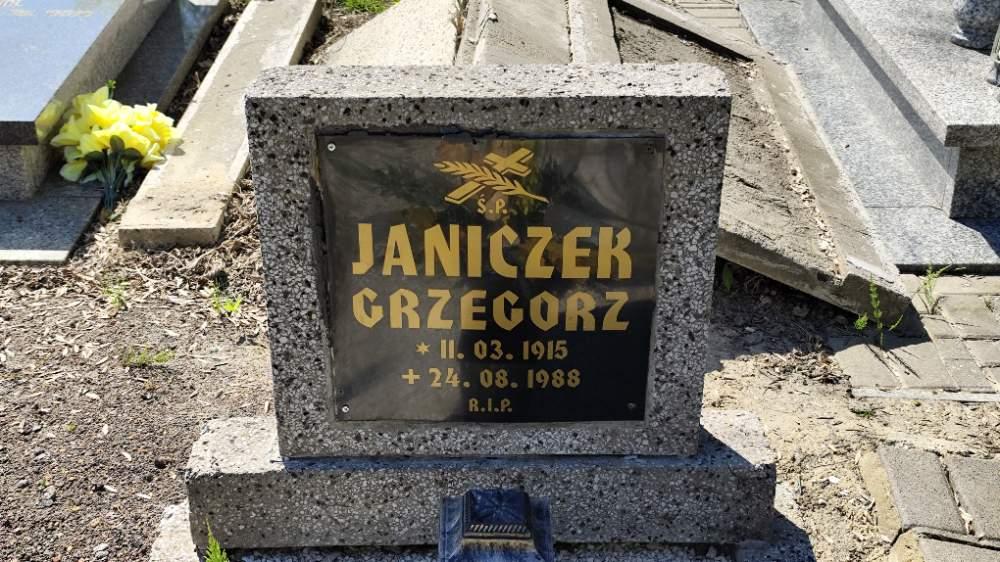 Ś.P.
JANICZEK
GRZEGORZ
* 11. 03. 1915
+ 24. 08. 1988
R.I.P.